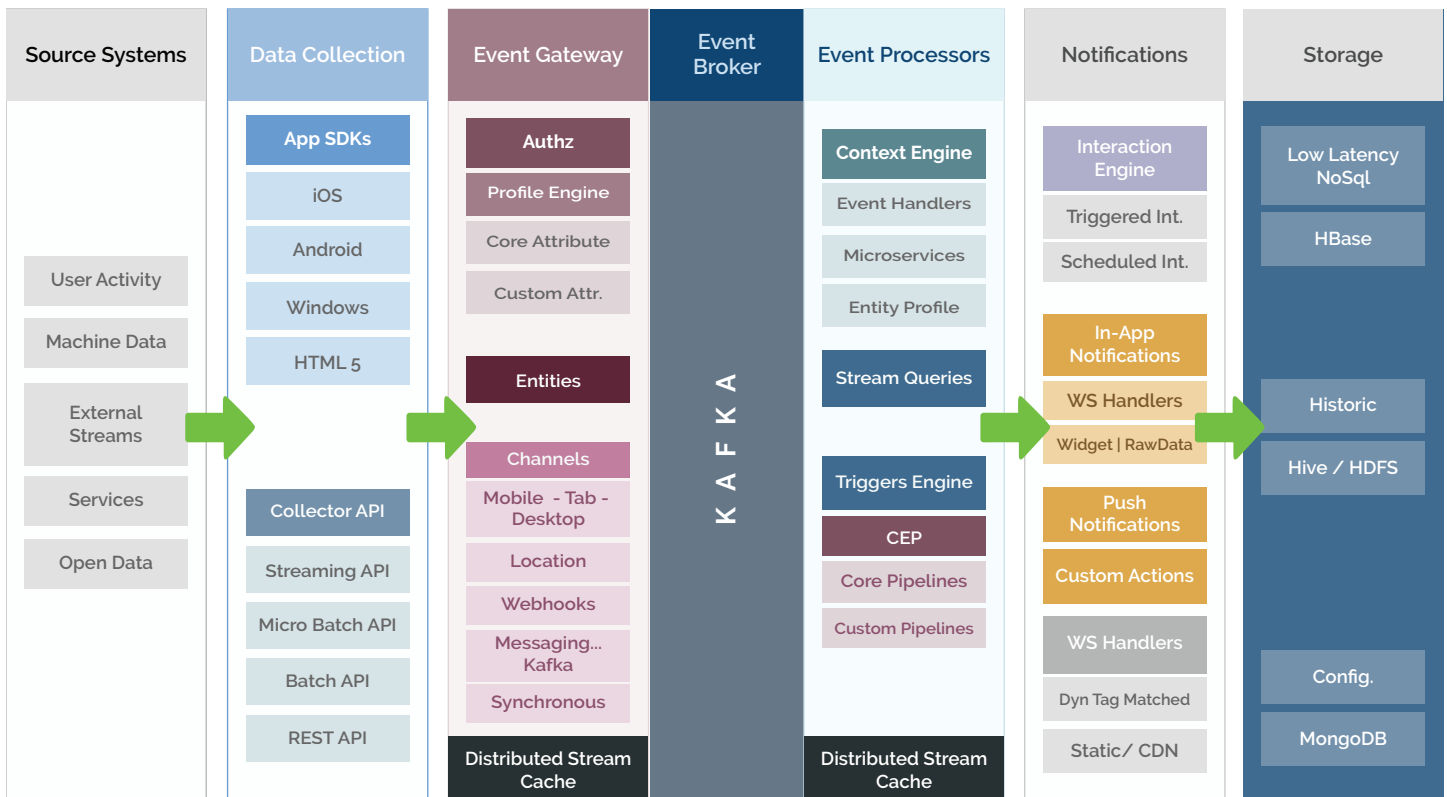 Source Systems
User Activity
Machine Data
External
Streams
Services
Open Data
Data Collection
App SDKs
iOS
Android
Windows
HTML 5
Collector API
Streaming API
Micro Batch API
Batch API
REST API
Event Gateway
Authz
Profile Engine
Core Attribute
Custom Attr.
Entities
Channels
Mobile - Tab -
Desktop
Location
Webhooks
Messaging...
Kafka
Synchronous
Distributed Stream
Cache
Event
Broker
KAFKA
Event Processors
Context Engine
Event Handlers
Microservices
Entity Profile
Stream Queries
Triggers Engine
CEP
Core Pipelines
Custom Pipelines
Distributed Stream
Cache
Notifications
Interaction
Engine
Triggered Int.
Scheduled Int.
In-App
Notifications
WS Handlers
Widget | RawData
Push
Notifications
Custom Actions
WS Handlers
Dyn Tag Matched
Static/ CDN
Storage
Low Latency
NoSql
HBase
Historic
Hive / HDFS
Config.
MongoDB